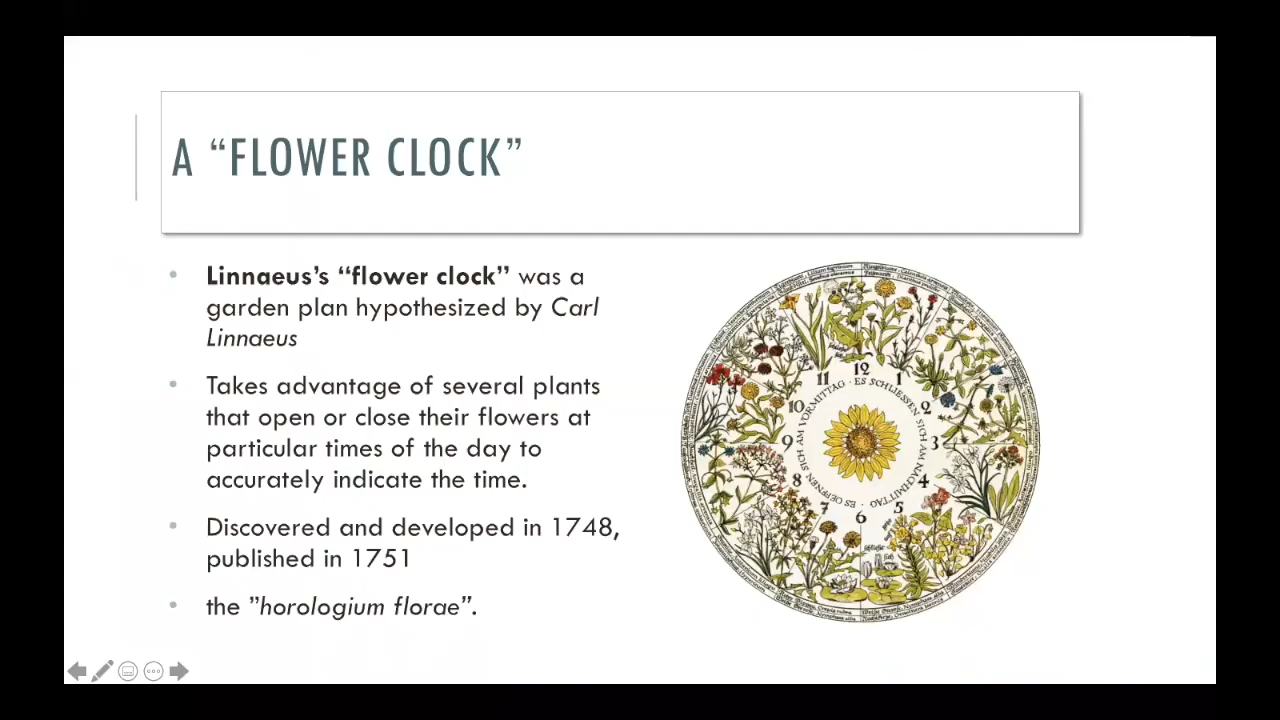 A “FLOWER CLOCK”
• Linnaeus’s “flower clock” was a
garden plan hypothesized by Carl
Linnaeus
• Takes advantage of several plants
that open or close their flowers at
particular times of the day to
accurately indicate the time.
• Discovered and developed in 1748,
published in 1751
• the ”horologium florae”.
12
1
2
3
4
5
6
7
8
9
10
11
ES OEFFNEN SICH AM VORMITTAG · ES SCHLIESSEN SICH AM NACHMITTAG ·